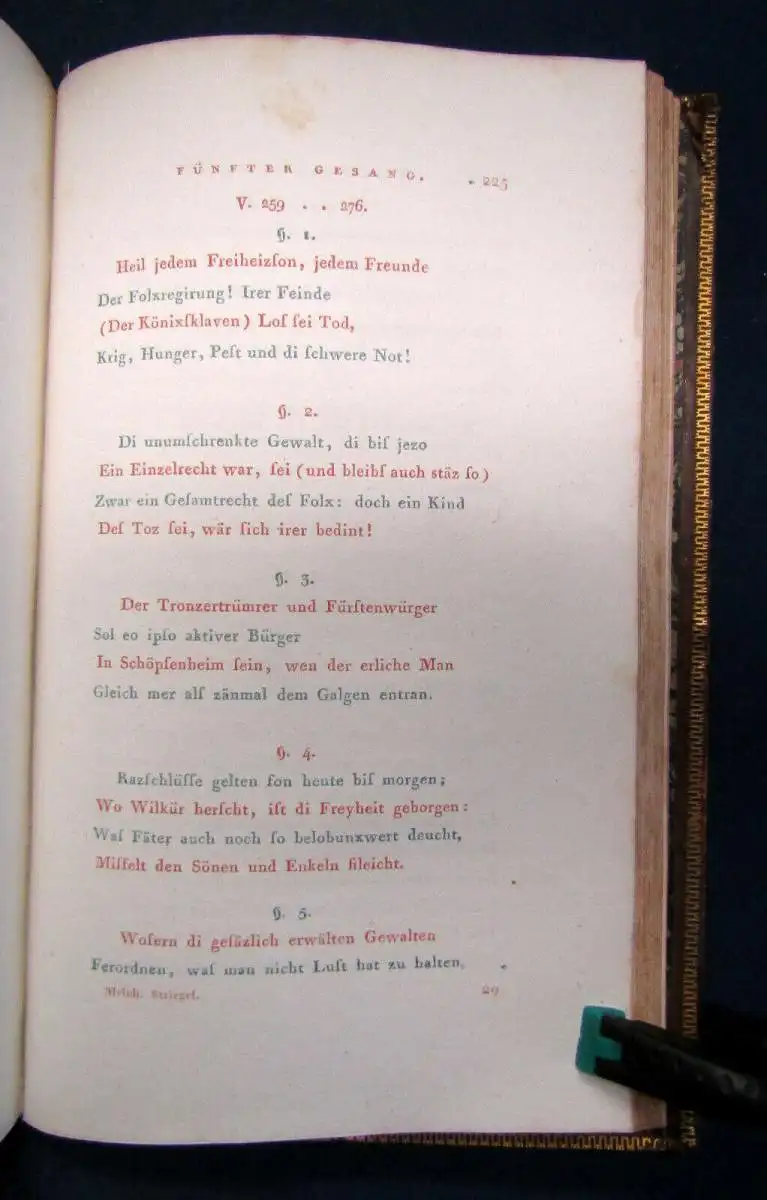 FÜNFTER GESANG. 225
V. 259 . . 276.
§. 1.
Heil jedem Freiheizſon, jedem Freunde
Der Folxregirung! Irer Feinde
(Der Könixſklaven) Loſ ſei Tod,
Krig, Hunger, Peſt und di ſchwere Not!
§. 2.
Di unumſchrenkte Gewalt, di biſ jezo
Ein Einzelrecht war, ſei (und bleibſ auch stäz ſo)
Zwar ein Geſamtrecht deſ Folx: doch ein Kind
Deſ Toz ſei, wär ſich irer bedint!
§. 3.
Der Tronzertrümrer und Fürſtenwürger
Sol eo ipſo aktiver Bürger
In Schöpſenheim ſein, wen der erliche Man
Gleich mer alſ zänmal dem Galgen entran.
§. 4.
Razſchlüſſe gelten fon heute biſ morgen;
Wo Wilkür herſcht, iſt di Freyheit geborgen:
Waſ Fäter auch noch ſo belobunxwert deucht,
Miſfelt den Sönen und Enkeln fileicht.
§. 5.
Wofern di geſäzlich erwälten Gewalten
Ferordnen, waſ man nicht Luſt hat zu halten,
Melch. Striegel. 29